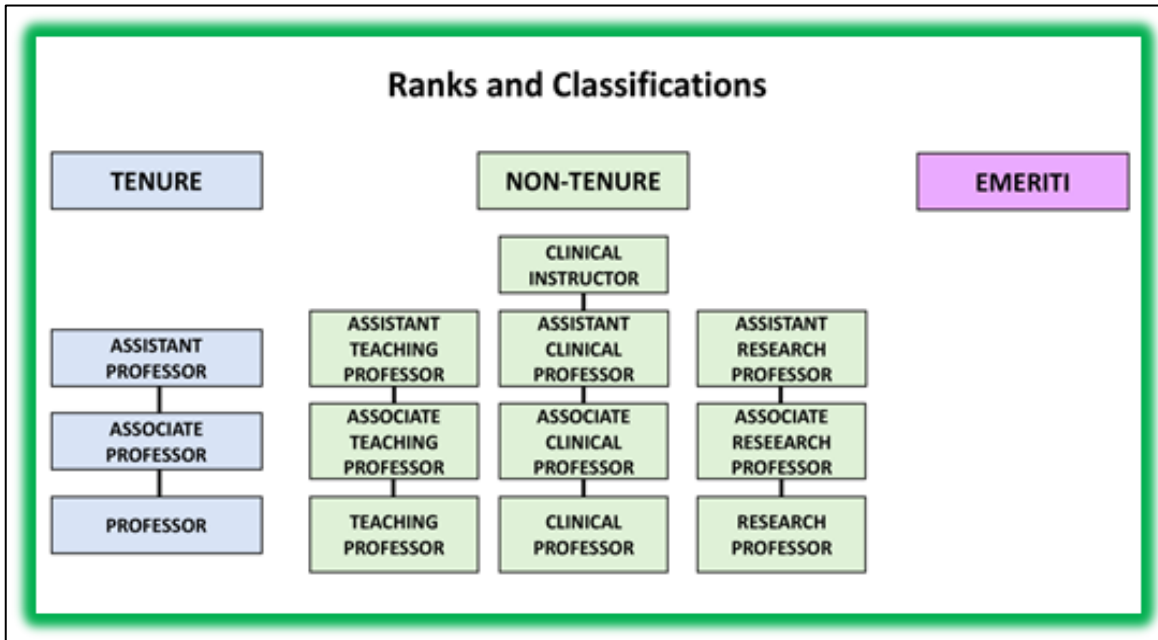 Ranks and Classifications
TENURE
NON-TENURE
EMERITI
ASSISTANT
PROFESSOR
ASSOCIATE
PROFESSOR
PROFESSOR
ASSISTANT
TEACHING
PROFESSOR
ASSOCIATE
TEACHING
PROFESSOR
TEACHING
PROFESSOR
CLINICAL
INSTRUCTOR
ASSISTANT
CLINICAL
PROFESSOR
ASSOCIATE
CLINICAL
PROFESSOR
CLINICAL
PROFESSOR
ASSISTANT
RESEARCH
PROFESSOR
ASSOCIATE
RESEEARCH
PROFESSOR
RESEARCH
PROFESSOR